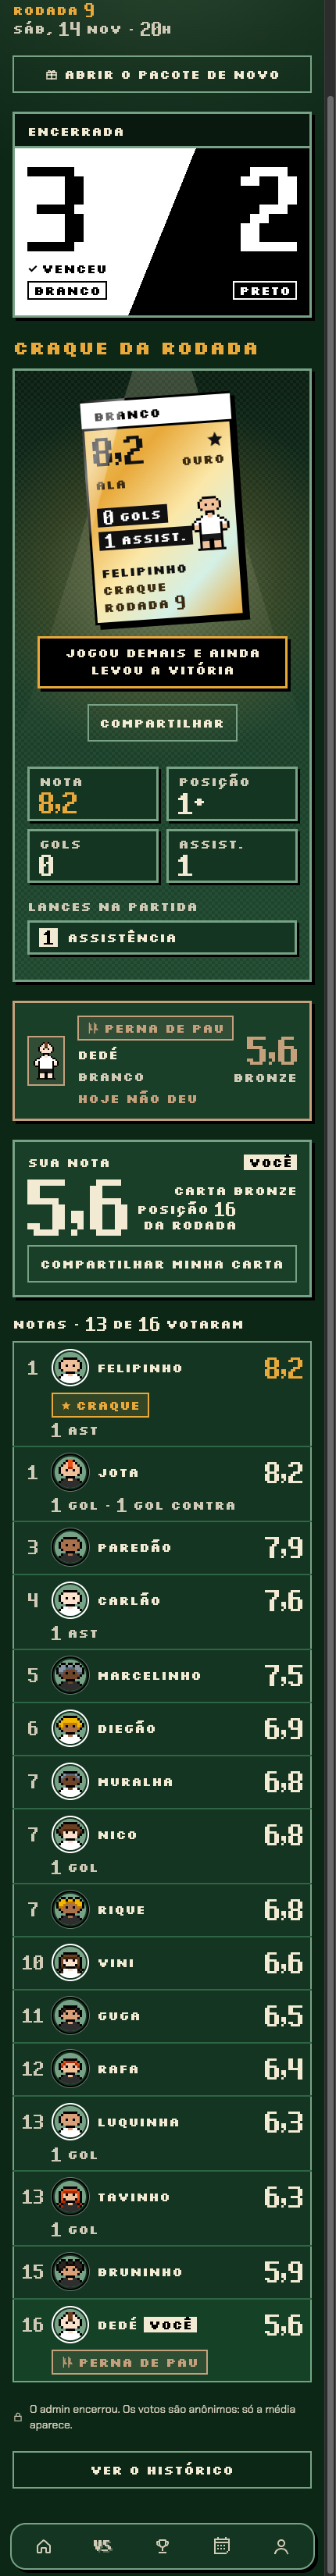 RODADA 9
SÁB, 14 NOV · 20H
ABRIR O PACOTE DE NOVO
ENCERRADA
3 2
✓ VENCEU
BRANCO PRETO
CRAQUE DA RODADA
BRANCO
8,2 ★
OURO
ALA
0 GOLS
1 ASSIST.
FELIPINHO
CRAQUE
RODADA 9
JOGOU DEMAIS E AINDA
LEVOU A VITÓRIA
COMPARTILHAR
NOTA POSIÇÃO
8,2 1º
GOLS ASSIST.
0 1
LANCES NA PARTIDA
1 ASSISTÊNCIA
PERNA DE PAU
DEDÉ 5,6
BRANCO BRONZE
HOJE NÃO DEU
SUA NOTA VOCÊ
5,6 CARTA BRONZE
POSIÇÃO 16
DA RODADA
COMPARTILHAR MINHA CARTA
NOTAS · 13 DE 16 VOTARAM
1 FELIPINHO 8,2
★ CRAQUE
1 AST
1 JOTA 8,2
1 GOL · 1 GOL CONTRA
3 PAREDÃO 7,9
4 CARLÃO 7,6
1 AST
5 MARCELINHO 7,5
6 DIEGÃO 6,9
7 MURALHA 6,8
7 NICO 6,8
1 GOL
7 RIQUE 6,8
10 VINI 6,6
11 GUGA 6,5
12 RAFA 6,4
13 LUQUINHA 6,3
1 GOL
13 TAVINHO 6,3
1 GOL
15 BRUNINHO 5,9
16 DEDÉ VOCÊ 5,6
PERNA DE PAU
O admin encerrou. Os votos são anônimos: só a média
aparece.
VER O HISTÓRICO
VS